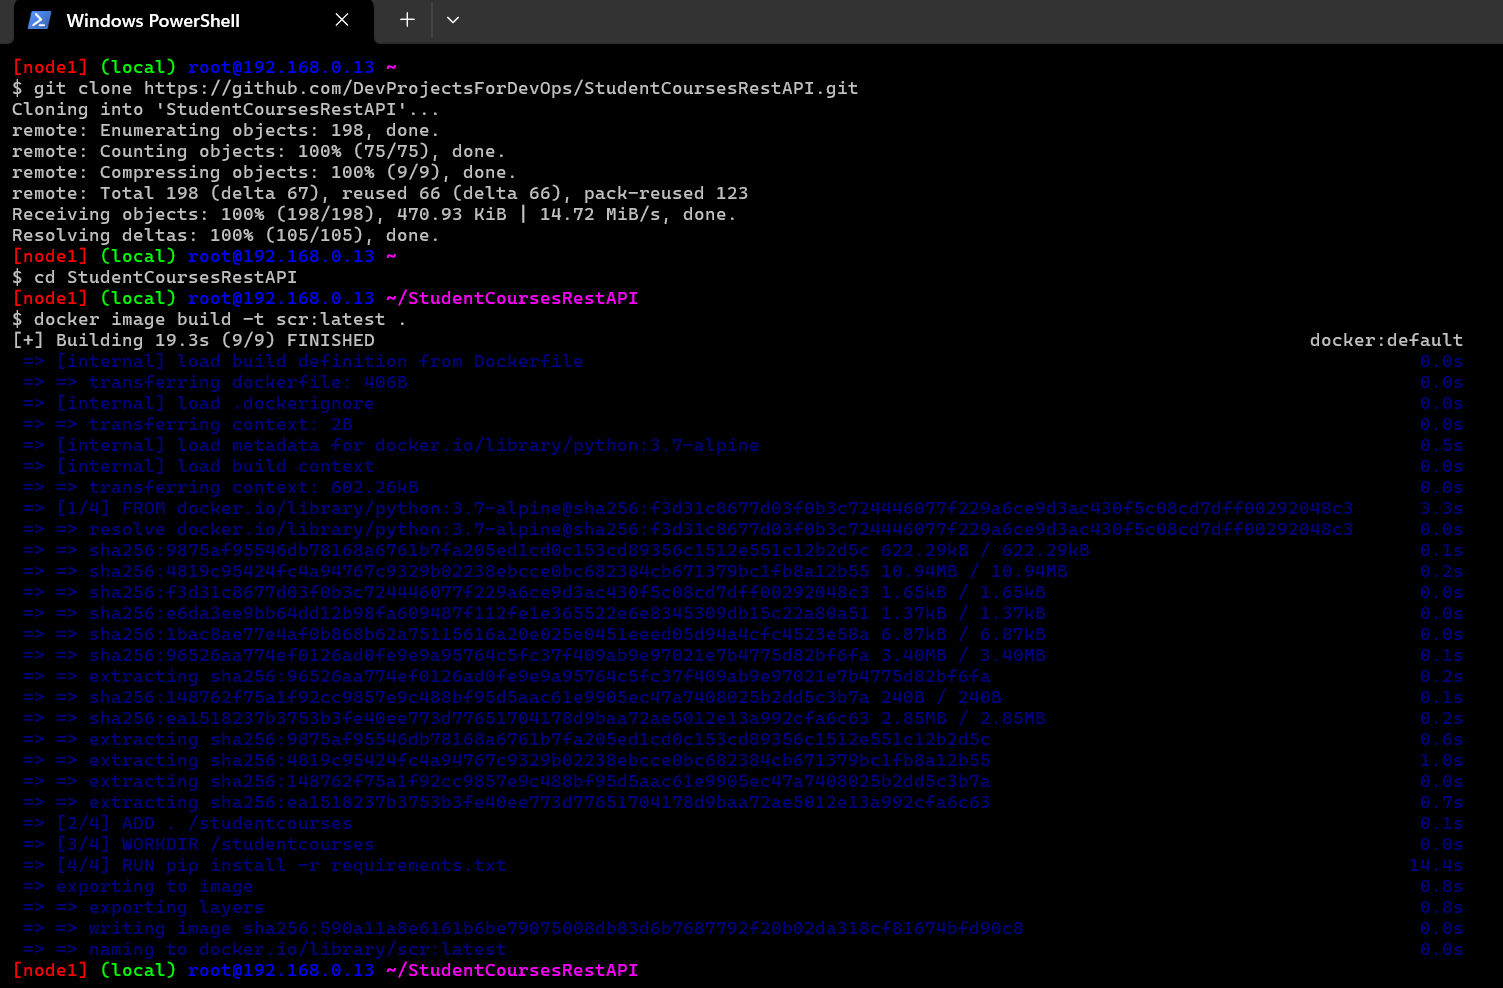 Windows PowerShell
[node1] (local) root@192.168.0.13 ~
$ git clone https://github.com/DevProjectsForDevOps/StudentCoursesRestAPI.git
Cloning into 'StudentCoursesRestAPI'...
remote: Enumerating objects: 198, done.
remote: Counting objects: 100% (75/75), done.
remote: Compressing objects: 100% (9/9), done.
remote: Total 198 (delta 67), reused 66 (delta 66), pack-reused 123
Receiving objects: 100% (198/198), 470.93 KiB | 14.72 MiB/s, done.
Resolving deltas: 100% (105/105), done.
[node1] (local) root@192.168.0.13 ~
$ cd StudentCoursesRestAPI
[node1] (local) root@192.168.0.13 ~/StudentCoursesRestAPI
$ docker image build -t scr:latest .
[+] Building 19.3s (9/9) FINISHED docker:default
=> [internal] load build definition from Dockerfile 0.0s
=> => transferring dockerfile: 406B 0.0s
=> [internal] load .dockerignore 0.0s
=> => transferring context: 2B 0.0s
=> [internal] load metadata for docker.io/library/python:3.7-alpine 0.5s
=> [internal] load build context 0.0s
=> => transferring context: 602.26kB 0.0s
=> [1/4] FROM docker.io/library/python:3.7-alpine@sha256:f3d31c8677d03f0b3c724446077f229a6ce9d3ac430f5c08cd7dff00292048c3 3.3s
=> => resolve docker.io/library/python:3.7-alpine@sha256:f3d31c8677d03f0b3c724446077f229a6ce9d3ac430f5c08cd7dff00292048c3 0.0s
=> => sha256:9875af95546db78168a6761b7fa205ed1cd0c153cd89356c1512e551c12b2d5c 622.29kB / 622.29kB 0.1s
=> => sha256:4819c95424fc4a94767c9329b02238ebcce0bc682384cb671379bc1fb8a12b55 10.94MB / 10.94MB 0.2s
=> => sha256:f3d31c8677d03f0b3c724446077f229a6ce9d3ac430f5c08cd7dff00292048c3 1.65kB / 1.65kB 0.0s
=> => sha256:e6da3ee9bb64dd12b98fa609487f112fe1e365522e6e8345309db15c22a80a51 1.37kB / 1.37kB 0.0s
=> => sha256:1bac8ae77e4af0b868b62a75115616a20e025e0451eeed05d94a4cfc4523e58a 6.87kB / 6.87kB 0.0s
=> => sha256:96526aa774ef0126ad0fe9e9a95764c5fc37f409ab9e97021e7b4775d82bf6fa 3.40MB / 3.40MB 0.1s
=> => extracting sha256:96526aa774ef0126ad0fe9e9a95764c5fc37f409ab9e97021e7b4775d82bf6fa 0.2s
=> => sha256:148762f75a1f92cc9857e9c488bf95d5aac61e9905ec47a7408025b2dd5c3b7a 240B / 240B 0.1s
=> => sha256:ea1518237b3753b3fe40ee773d77651704178d9baa72ae5012e13a992cfa6c63 2.85MB / 2.85MB 0.2s
=> => extracting sha256:9875af95546db78168a6761b7fa205ed1cd0c153cd89356c1512e551c12b2d5c 0.6s
=> => extracting sha256:4819c95424fc4a94767c9329b02238ebcce0bc682384cb671379bc1fb8a12b55 1.0s
=> => extracting sha256:148762f75a1f92cc9857e9c488bf95d5aac61e9905ec47a7408025b2dd5c3b7a 0.0s
=> => extracting sha256:ea1518237b3753b3fe40ee773d77651704178d9baa72ae5012e13a992cfa6c63 0.7s
=> [2/4] ADD . /studentcourses 0.1s
=> [3/4] WORKDIR /studentcourses 0.0s
=> [4/4] RUN pip install -r requirements.txt 14.4s
=> exporting to image 0.8s
=> => exporting layers 0.8s
=> => writing image sha256:590a11a8e6161b6be79075008db83d6b7687792f20b02da318cf81674bfd90c8 0.0s
=> => naming to docker.io/library/scr:latest 0.0s
[node1] (local) root@192.168.0.13 ~/StudentCoursesRestAPI